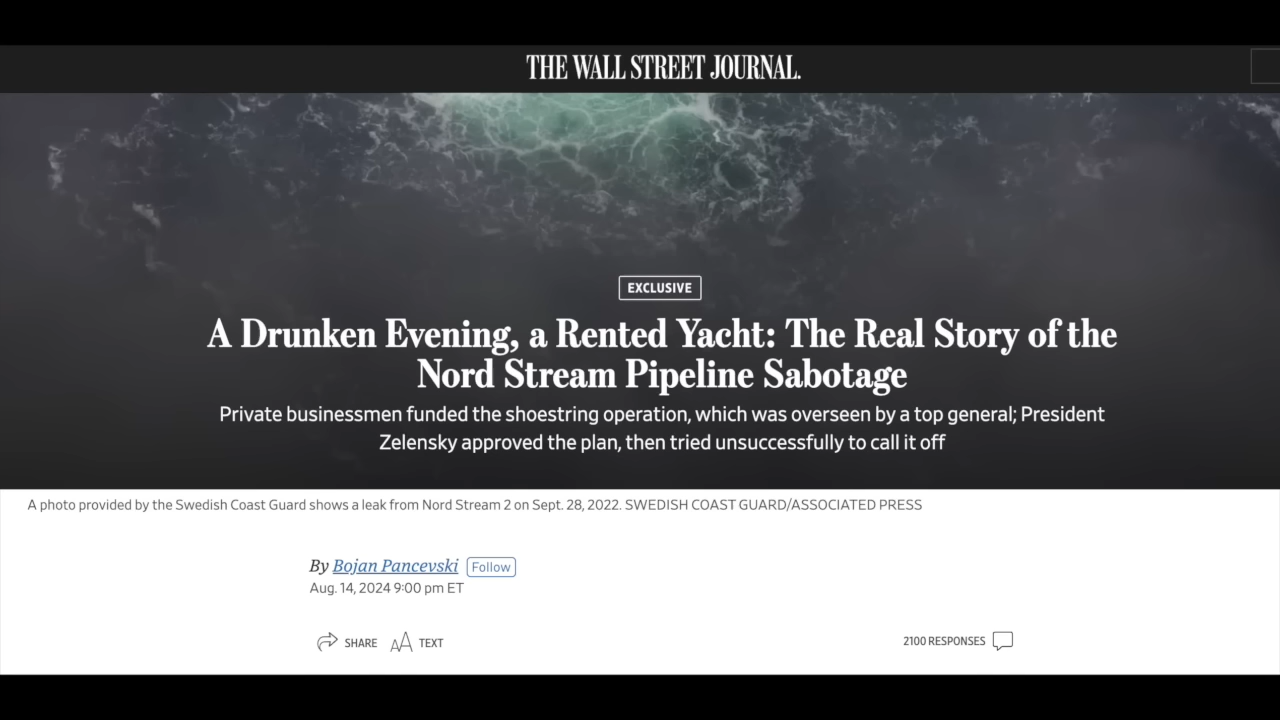 THE WALL STREET JOURNAL.
EXCLUSIVE
A Drunken Evening, a Rented Yacht: The Real Story of the
Nord Stream Pipeline Sabotage
Private businessmen funded the shoestring operation, which was overseen by a top general; President
Zelensky approved the plan, then tried unsuccessfully to call it off
A photo provided by the Swedish Coast Guard shows a leak from Nord Stream 2 on Sept. 28, 2022. SWEDISH COAST GUARD/ASSOCIATED PRESS
By Bojan Pancevski Follow
Aug. 14, 2024 9:00 pm ET
SHARE AA TEXT 2100 RESPONSES